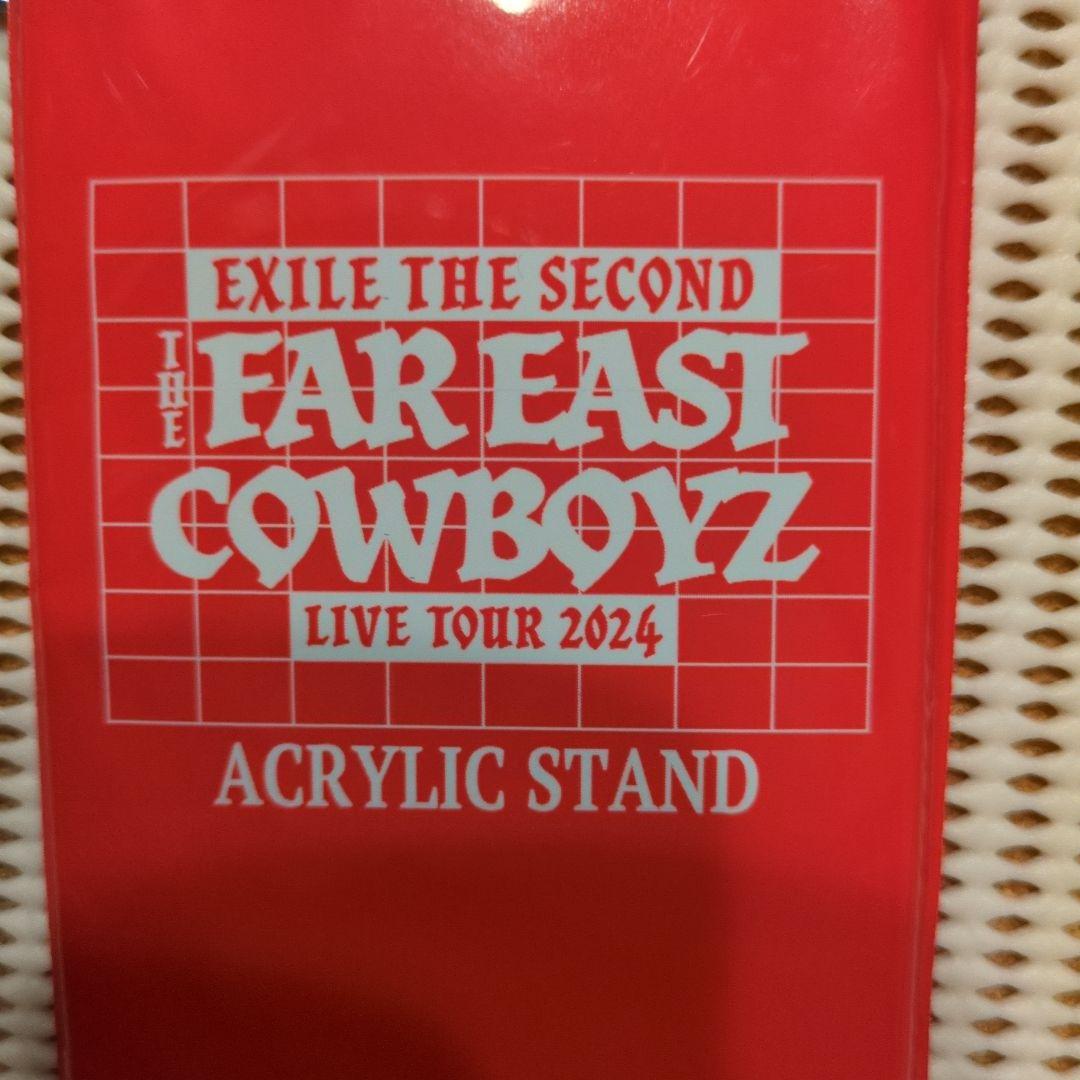 EXILE THE SECOND
THE FAR EAST
COWBOYZ
LIVE TOUR 2024
ACRYLIC STAND